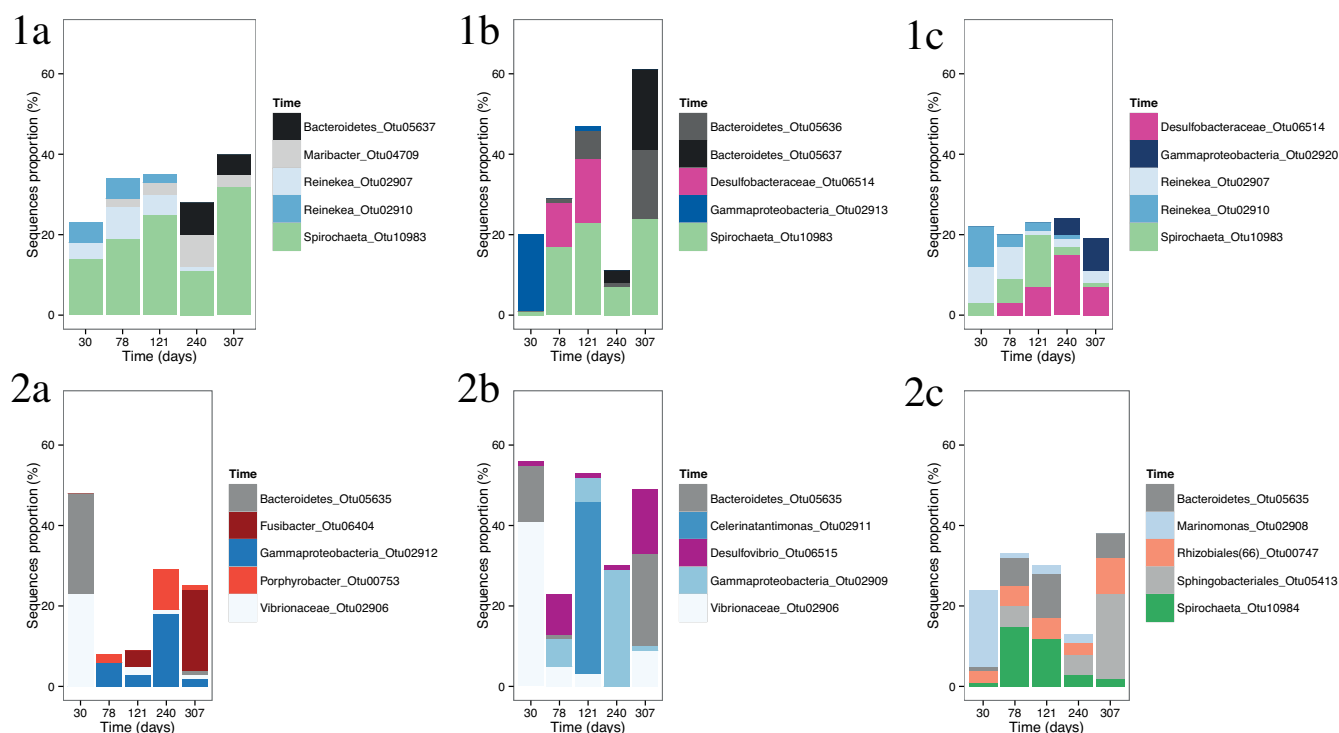 1a
Sequences proportion (%)
60
40
20
0
30 78 121 240 307
Time (days)
Time
Bacteroidetes_Otu05637
Maribacter_Otu04709
Reinekea_Otu02907
Reinekea_Otu02910
Spirochaeta_Otu10983
1b
Sequences proportion (%)
60
40
20
0
30 78 121 240 307
Time (days)
Time
Bacteroidetes_Otu05636
Bacteroidetes_Otu05637
Desulfobacteraceae_Otu06514
Gammaproteobacteria_Otu02913
Spirochaeta_Otu10983
1c
Sequences proportion (%)
60
40
20
0
30 78 121 240 307
Time (days)
Time
Desulfobacteraceae_Otu06514
Gammaproteobacteria_Otu02920
Reinekea_Otu02907
Reinekea_Otu02910
Spirochaeta_Otu10983
2a
Sequences proportion (%)
60
40
20
0
30 78 121 240 307
Time (days)
Time
Bacteroidetes_Otu05635
Fusibacter_Otu06404
Gammaproteobacteria_Otu02912
Porphyrobacter_Otu00753
Vibrionaceae_Otu02906
2b
Sequences proportion (%)
60
40
20
0
30 78 121 240 307
Time (days)
Time
Bacteroidetes_Otu05635
Celerinatantimonas_Otu02911
Desulfovibrio_Otu06515
Gammaproteobacteria_Otu02909
Vibrionaceae_Otu02906
2c
Sequences proportion (%)
60
40
20
0
30 78 121 240 307
Time (days)
Time
Bacteroidetes_Otu05635
Marinomonas_Otu02908
Rhizobiales(66)_Otu00747
Sphingobacteriales_Otu05413
Spirochaeta_Otu10984